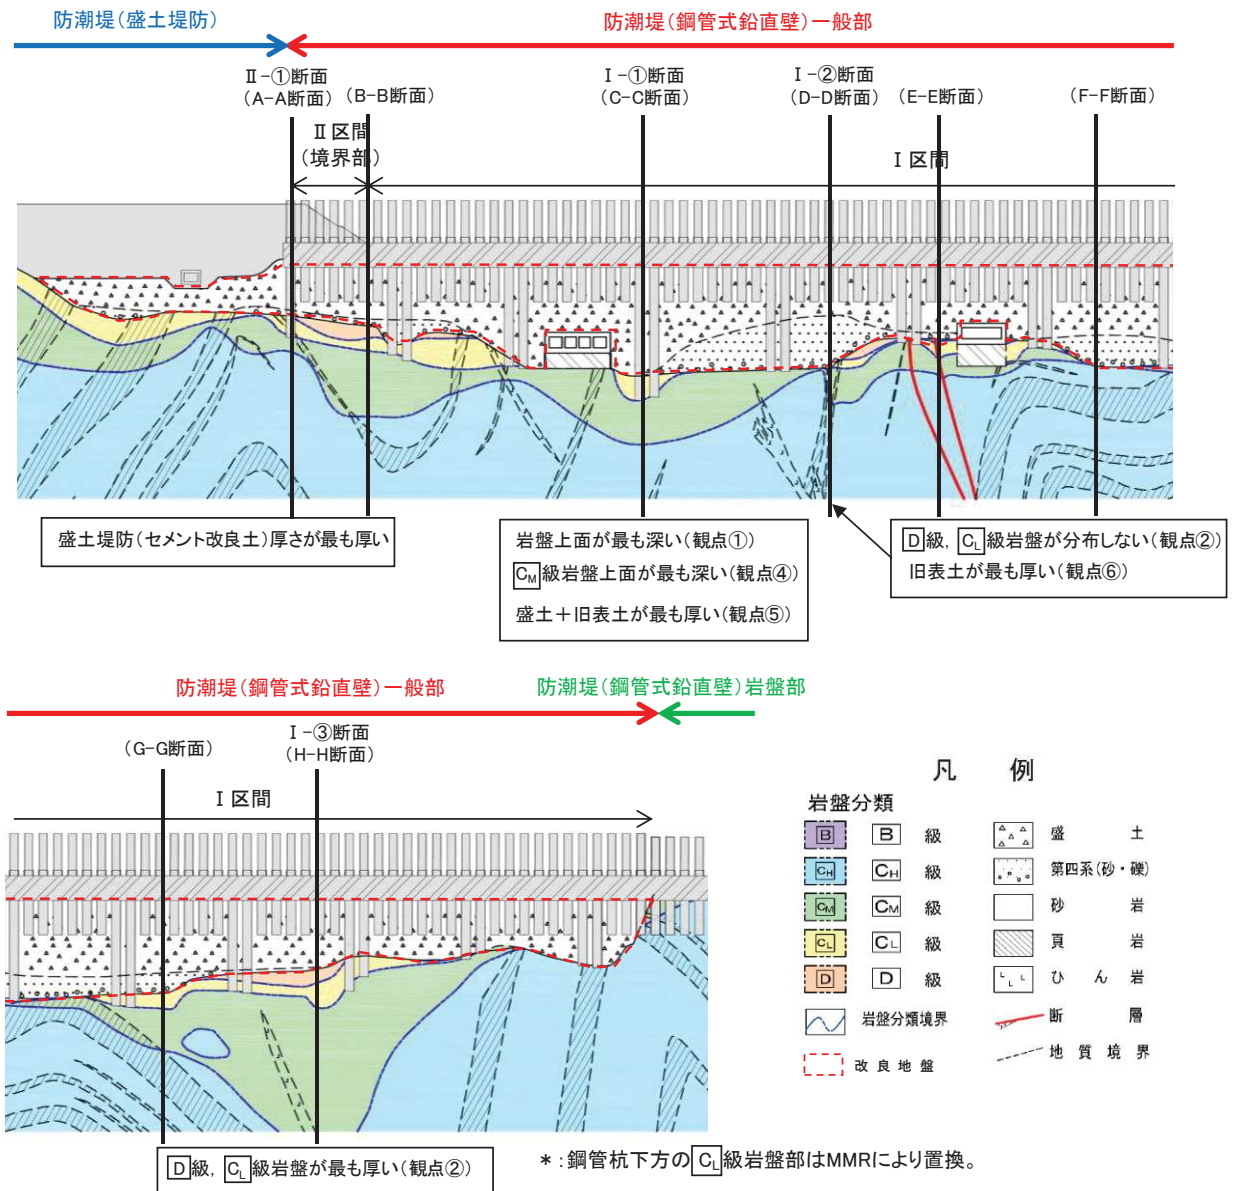 防潮堤(盛土堤防)
防潮堤(鋼管式鉛直壁)一般部
Ⅱ-①断面
(A-A断面)
(B-B断面)
Ⅰ-①断面
(C-C断面)
Ⅰ-②断面
(D-D断面)
(E-E断面)
(F-F断面)
Ⅱ区間
(境界部)
Ⅰ区間
盛土堤防(セメント改良土)厚さが最も厚い
岩盤上面が最も深い(観点①)
CM級岩盤上面が最も深い(観点④)
盛土+旧表土が最も厚い(観点⑤)
D級, CL級岩盤が分布しない(観点②)
旧表土が最も厚い(観点⑥)
防潮堤(鋼管式鉛直壁)一般部
防潮堤(鋼管式鉛直壁)岩盤部
(G-G断面)
Ⅰ-③断面
(H-H断面)
Ⅰ区間
D級, CL級岩盤が最も厚い(観点②)
凡 例
岩盤分類
B B 級
CH CH 級
CM CM 級
CL CL 級
D D 級
岩盤分類境界
改良地盤
盛 土
第四系(砂・礫)
砂 岩
頁 岩
ひん岩
断 層
地質境界
*:鋼管杭下方のCL級岩盤部はMMRにより置換。